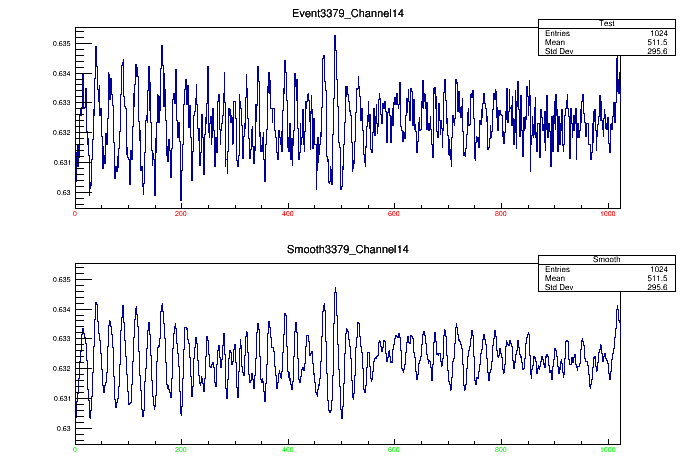 Event3379_Channel14
Test
Entries 1024
Mean 511.5
Std Dev 295.6
0.635
0.634
0.633
0.632
0.631
0.63
0 200 400 600 800 1000
Smooth3379_Channel14
Smooth
Entries 1024
Mean 511.5
Std Dev 295.6
0.635
0.634
0.633
0.632
0.631
0.63
0 200 400 600 800 1000